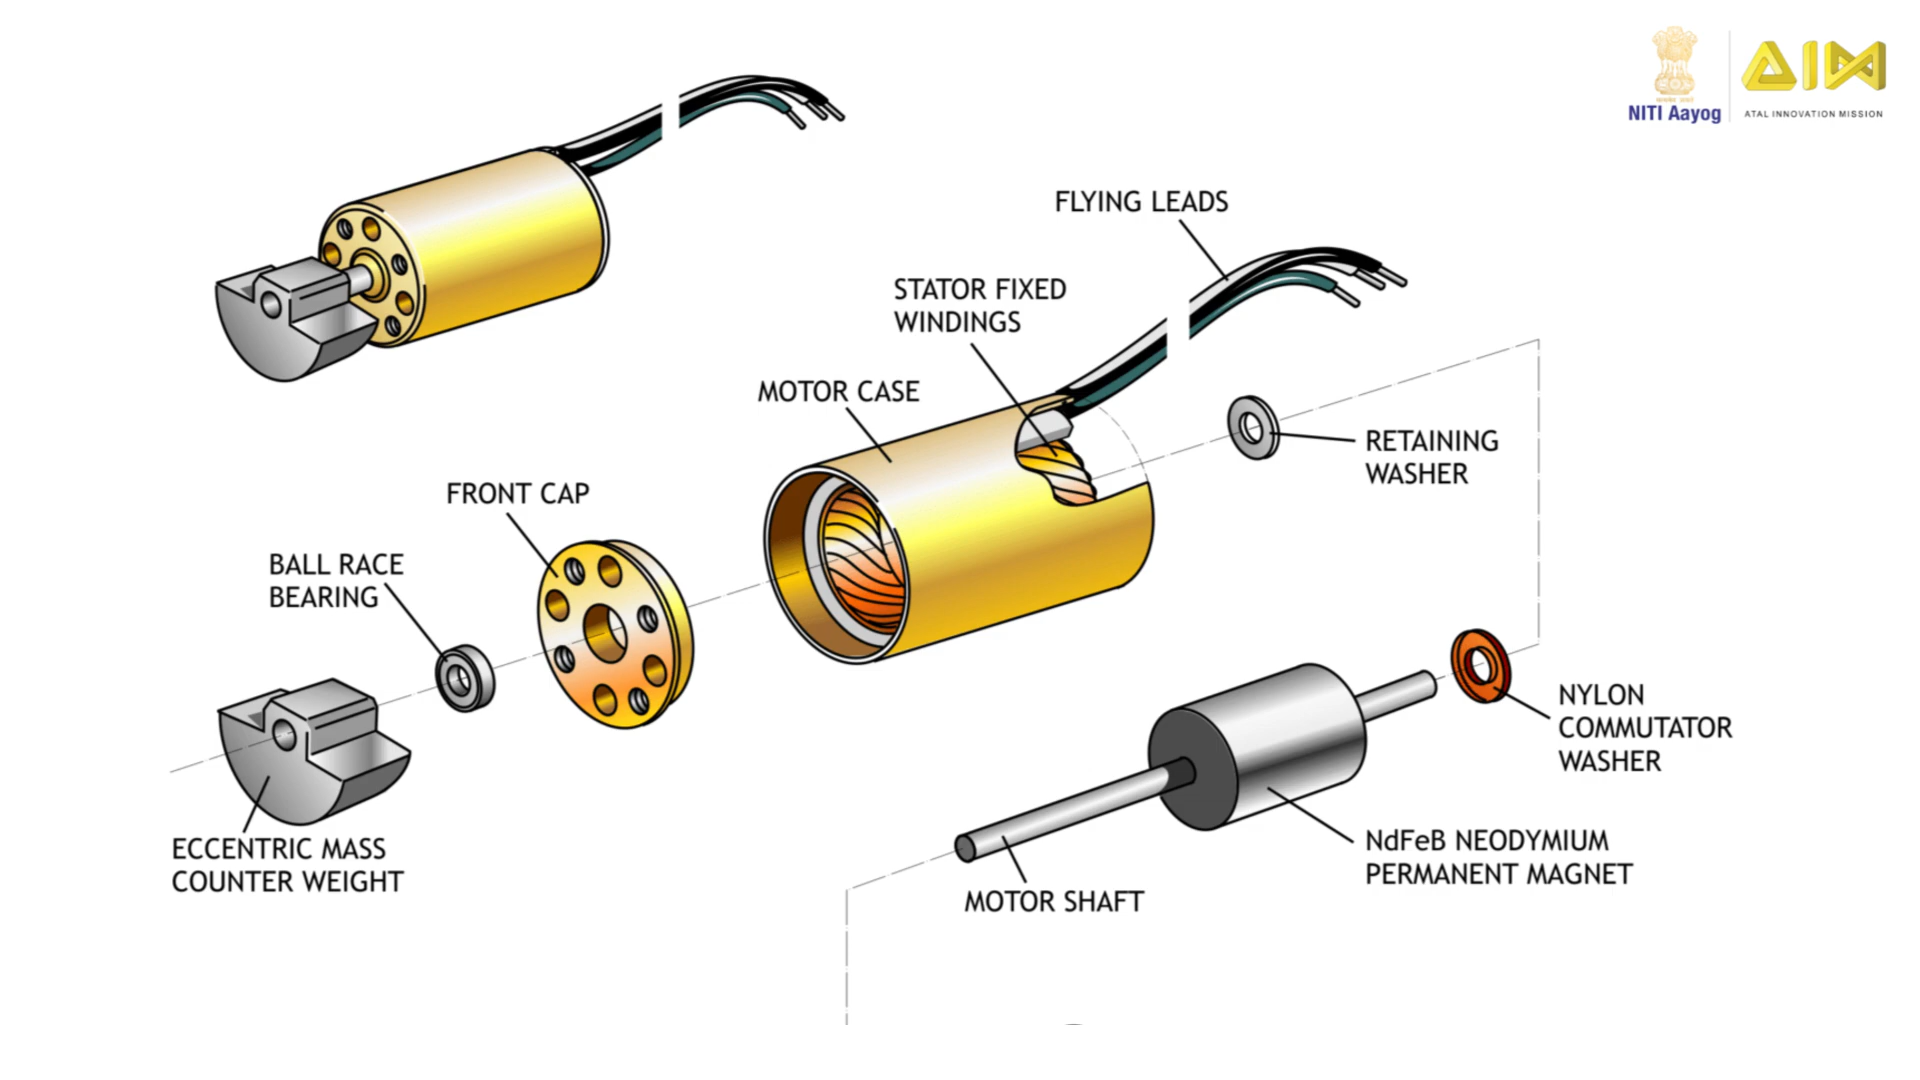 NITI Aayog
AIM
ATAL INNOVATION MISSION
FLYING LEADS
STATOR FIXED
WINDINGS
MOTOR CASE
RETAINING
WASHER
FRONT CAP
BALL RACE
BEARING
NYLON
COMMUTATOR
WASHER
ECCENTRIC MASS
COUNTER WEIGHT
NdFeB NEODYMIUM
PERMANENT MAGNET
MOTOR SHAFT